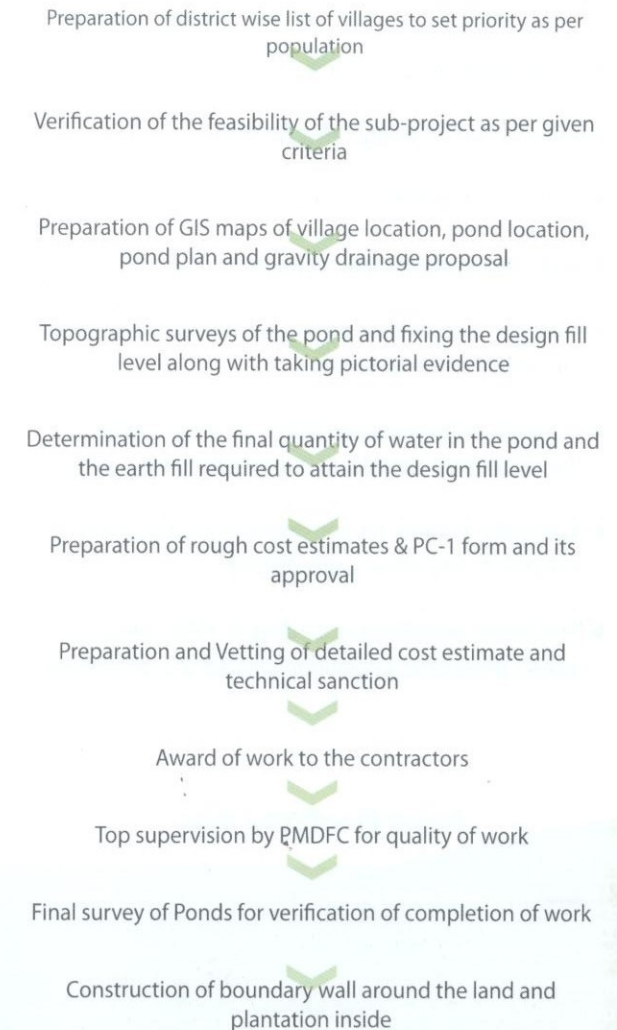 Preparation of district wise list of villages to set priority as per
population
Verification of the feasibility of the sub-project as per given
criteria
Preparation of GIS maps of village location, pond location,
pond plan and gravity drainage proposal
Topographic surveys of the pond and fixing the design fill
level along with taking pictorial evidence
Determination of the final quantity of water in the pond and
the earth fill required to attain the design fill level
Preparation of rough cost estimates & PC-1 form and its
approval
Preparation and Vetting of detailed cost estimate and
technical sanction
Award of work to the contractors
Top supervision by PMDFC for quality of work
Final survey of Ponds for verification of completion of work
Construction of boundary wall around the land and
plantation inside